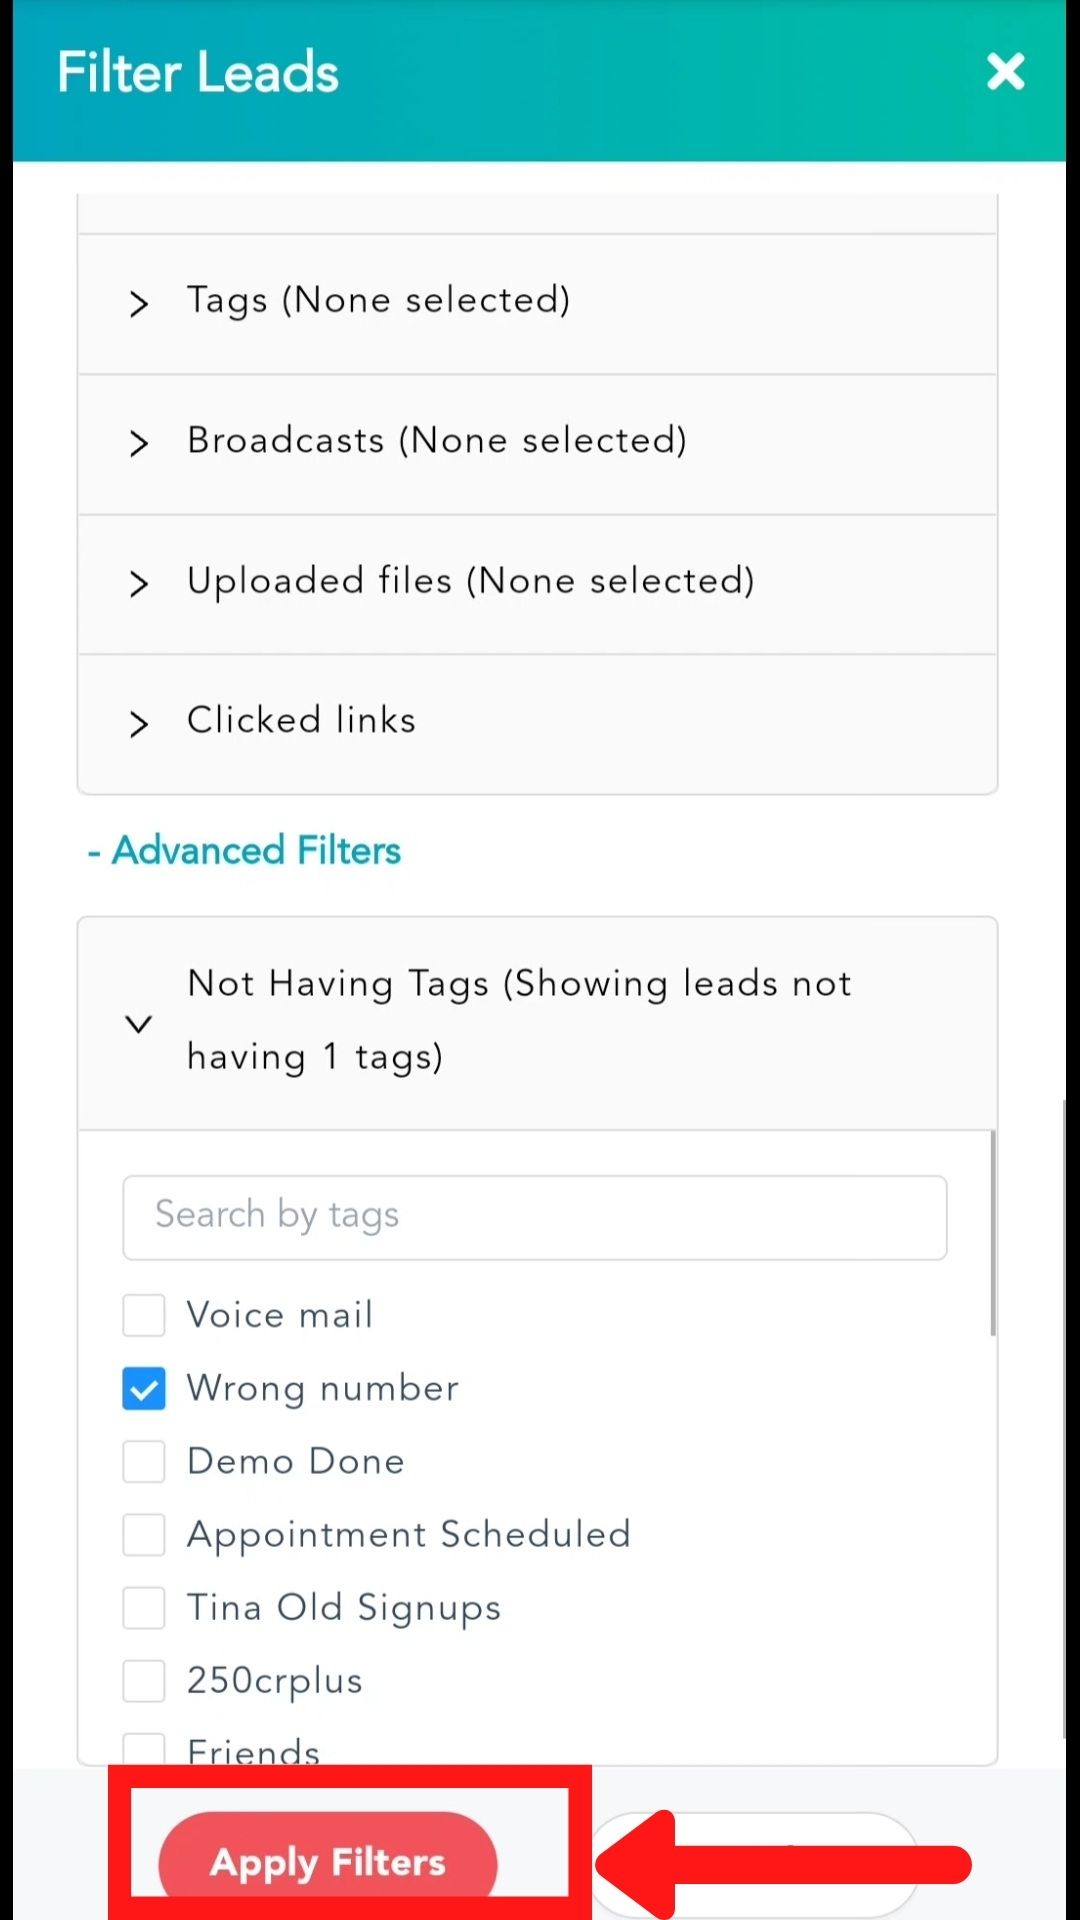 Filter Leads
Tags (None selected)
Broadcasts (None selected)
Uploaded files (None selected)
Clicked links
- Advanced Filters
Not Having Tags (Showing leads not
having 1 tags)
Search by tags
Voice mail
Wrong number
Demo Done
Appointment Scheduled
Tina Old Signups
250crplus
Friends
Apply Filters